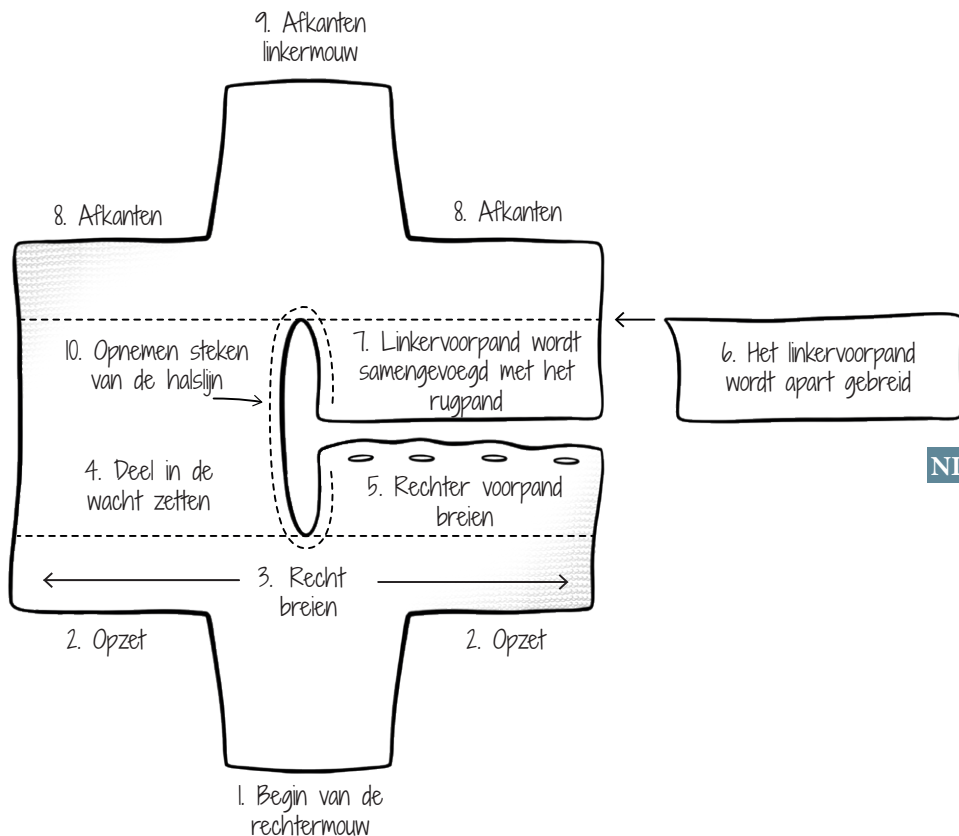 9. Afkanten
linkermouw
8. Afkanten
8. Afkanten
10. Opnemen steken
van de halslijn
7. Linkervoorpand wordt
samengevoegd met het
rugpand
6. Het linkervoorpand
wordt apart gebreid
4. Deel in de
wacht zetten
5. Rechter voorpand
breien
3. Recht
breien
2. Opzet
2. Opzet
1. Begin van de
rechtermouw